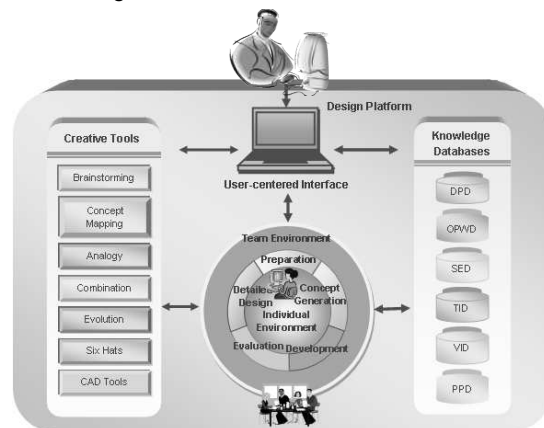 Design Platform
Creative Tools
Brainstorming
Concept
Mapping
Analogy
Combination
Evolution
Six Hats
CAD Tools
User-centered Interface
Team Environment
Preparation
Detailed
Design
Concept
Generation
Individual
Environment
Evaluation
Development
Knowledge
Databases
DPD
OPWD
SED
TID
VID
PPD